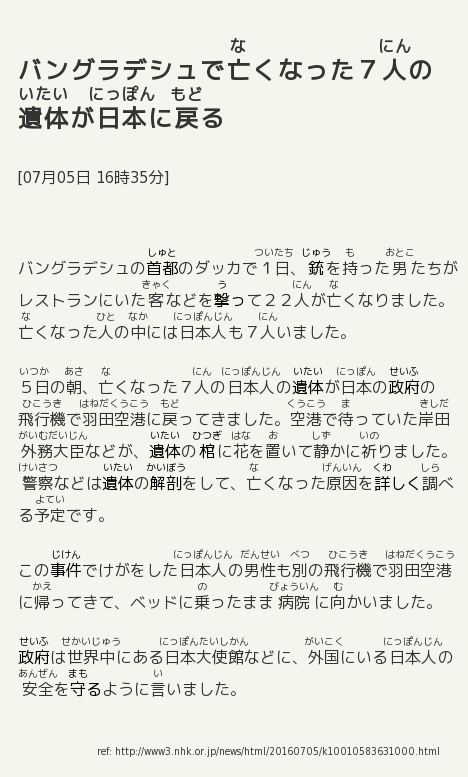 バングラデシュで亡くなった７人の
遺体が日本に戻る
[07月05日 16時35分]
バングラデシュの首都のダッカで１日、銃を持った男たちが
レストランにいた客などを撃って２２人が亡くなりました。
亡くなった人の中には日本人も７人いました。
５日の朝、亡くなった７人の日本人の遺体が日本の政府の
飛行機で羽田空港に戻ってきました。空港で待っていた岸田
外務大臣などが、遺体の棺に花を置いて静かに祈りました。
警察などは遺体の解剖をして、亡くなった原因を詳しく調べ
る予定です。
この事件でけがをした日本人の男性も別の飛行機で羽田空港
に帰ってきて、ベッドに乗ったまま病院に向かいました。
政府は世界中にある日本大使館などに、外国にいる日本人の
安全を守るように言いました。
ref: http://www3.nhk.or.jp/news/html/20160705/k10010583631000.html